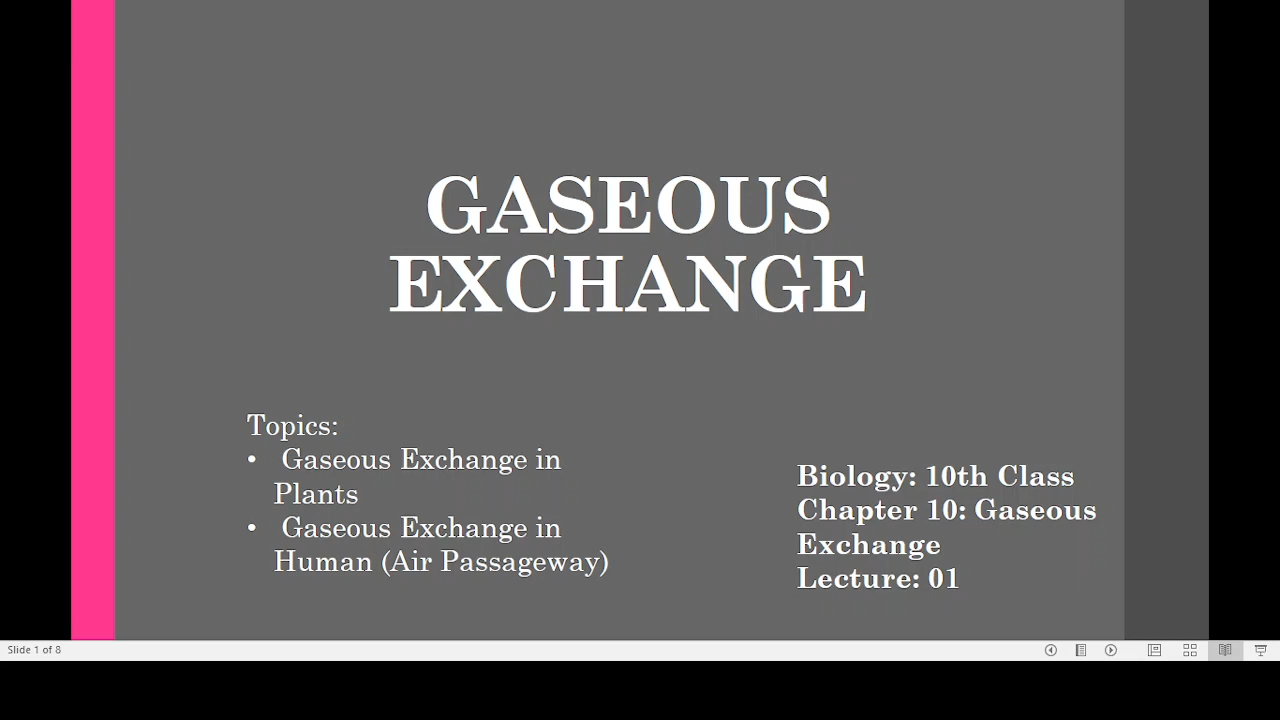 GASEOUS
EXCHANGE
Topics:
• Gaseous Exchange in
Plants
• Gaseous Exchange in
Human (Air Passageway)
Biology: 10th Class
Chapter 10: Gaseous
Exchange
Lecture: 01
Slide 1 of 8